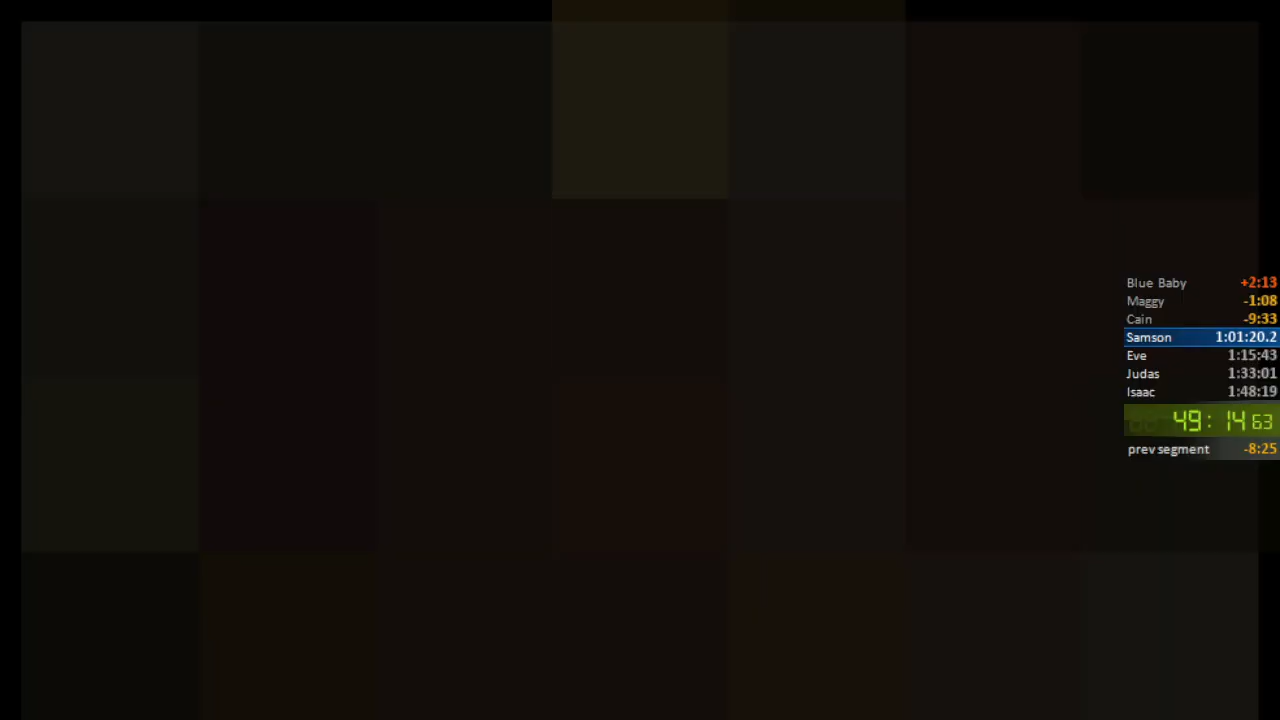 Blue Baby +2:13
Maggy -1:08
Cain -9:33
Samson 1:01:20.2
Eve 1:15:43
Judas 1:33:01
Isaac 1:48:19
49:14 63
prev segment -8:25